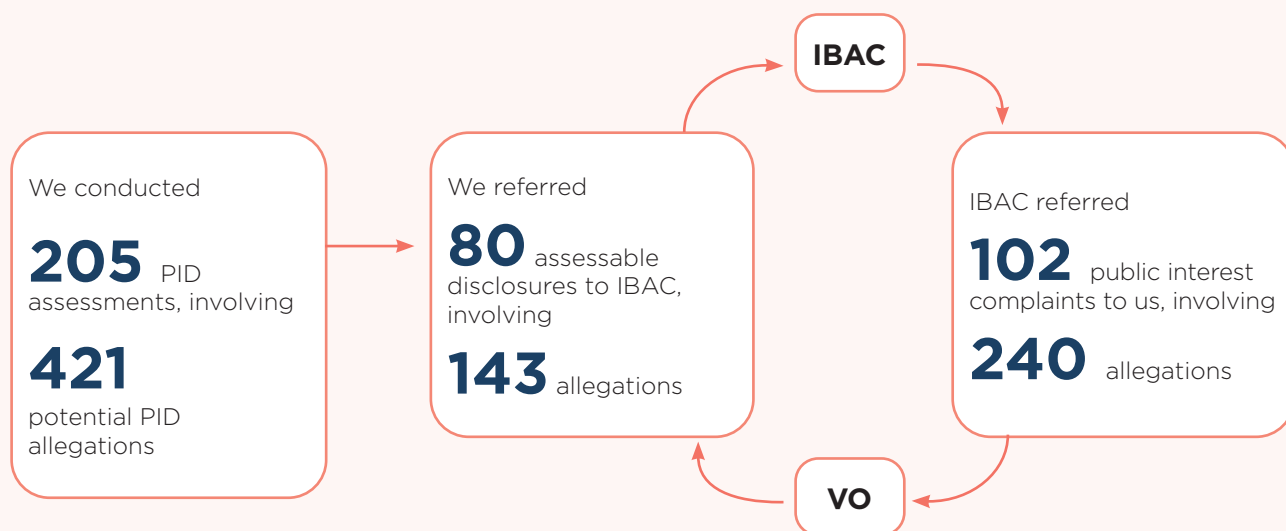 IBAC
We conducted
205 PID
assessments, involving
421
potential PID
allegations
We referred
80 assessable
disclosures to IBAC,
involving
143 allegations
IBAC referred
102 public interest
complaints to us, involving
240 allegations
VO